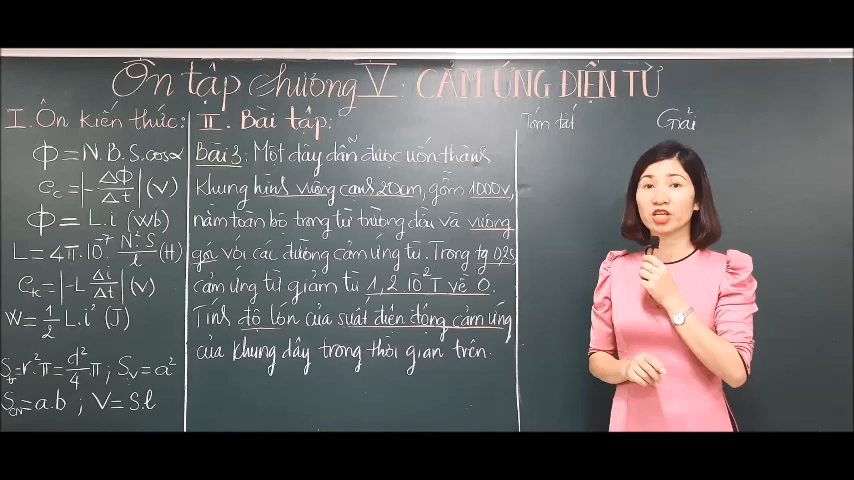 Ôn tập chương V: CẢM ỨNG ĐIỆN TỪ
I. Ôn kiến thức:
Φ = N.B.S.cosα
e_c = |-ΔΦ/Δt| (V)
Φ = L.i (Wb)
L = 4π.10⁻⁷ N².S/l (H)
e_tc = |-L Δi/Δt| (V)
W = 1/2 L.i² (J)
S_tr = r².π = d²/4 π ; S_v = a²
S_CN = a.b ; V = S.l
II. Bài tập:
Bài 3: Một dây dẫn được uốn thành
khung hình vuông cạnh 20cm, gồm 1000v,
nằm toàn bộ trong từ trường đều và vuông
góc với các đường cảm ứng từ. Trong tg 0,2s
cảm ứng từ giảm từ 1,2.10⁻²T về 0.
Tính độ lớn của suất điện động cảm ứng
của khung dây trong thời gian trên.
Tóm tắt
Giải